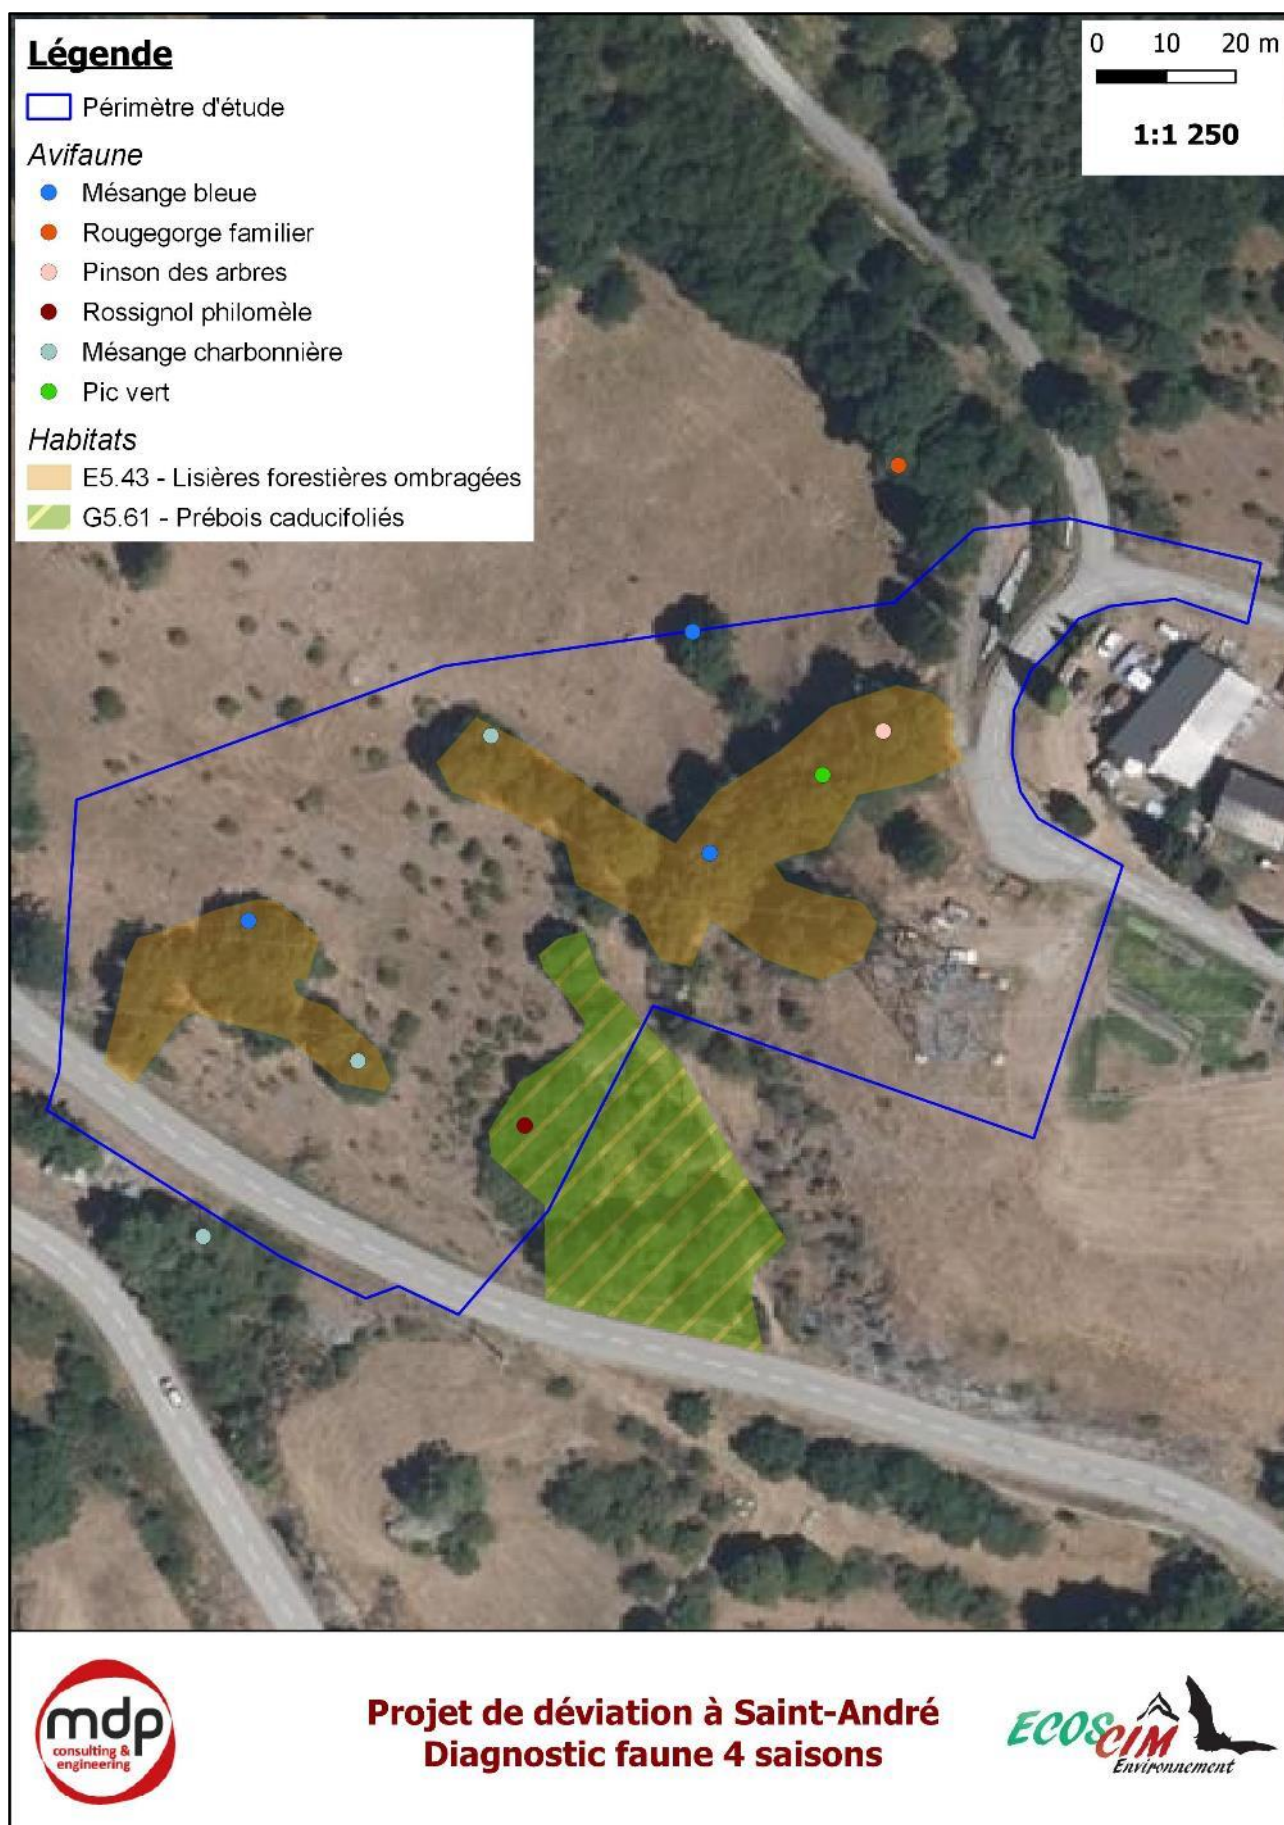 Légende
Périmètre d'étude
Avifaune
Mésange bleue
Rougegorge familier
Pinson des arbres
Rossignol philomèle
Mésange charbonnière
Pic vert
Habitats
E5.43 - Lisières forestières ombragées
G5.61 - Prébois caducifoliés
0 10 20 m
1:1 250
mdp
consulting &
engineering
Projet de déviation à Saint-André
Diagnostic faune 4 saisons
ECOSCIM
Environnement